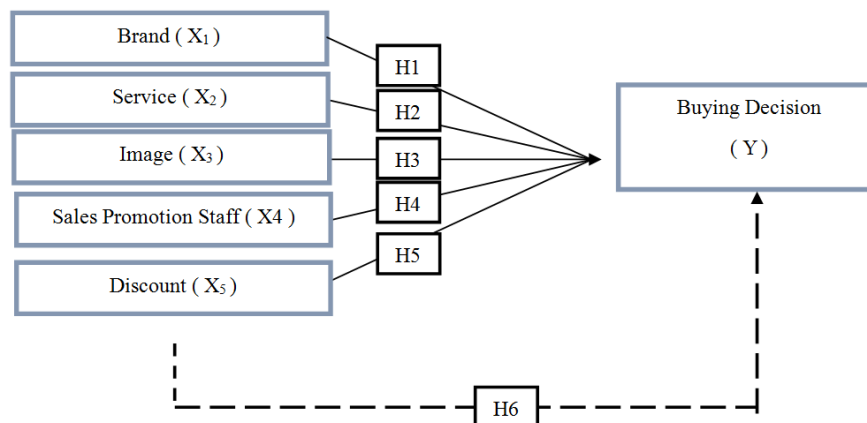 Brand ( X₁ )
H1
Service ( X₂ )
H2
Buying Decision
( Y )
Image ( X₃ )
H3
Sales Promotion Staff ( X4 )
H4
Discount ( X₅ )
H5
H6